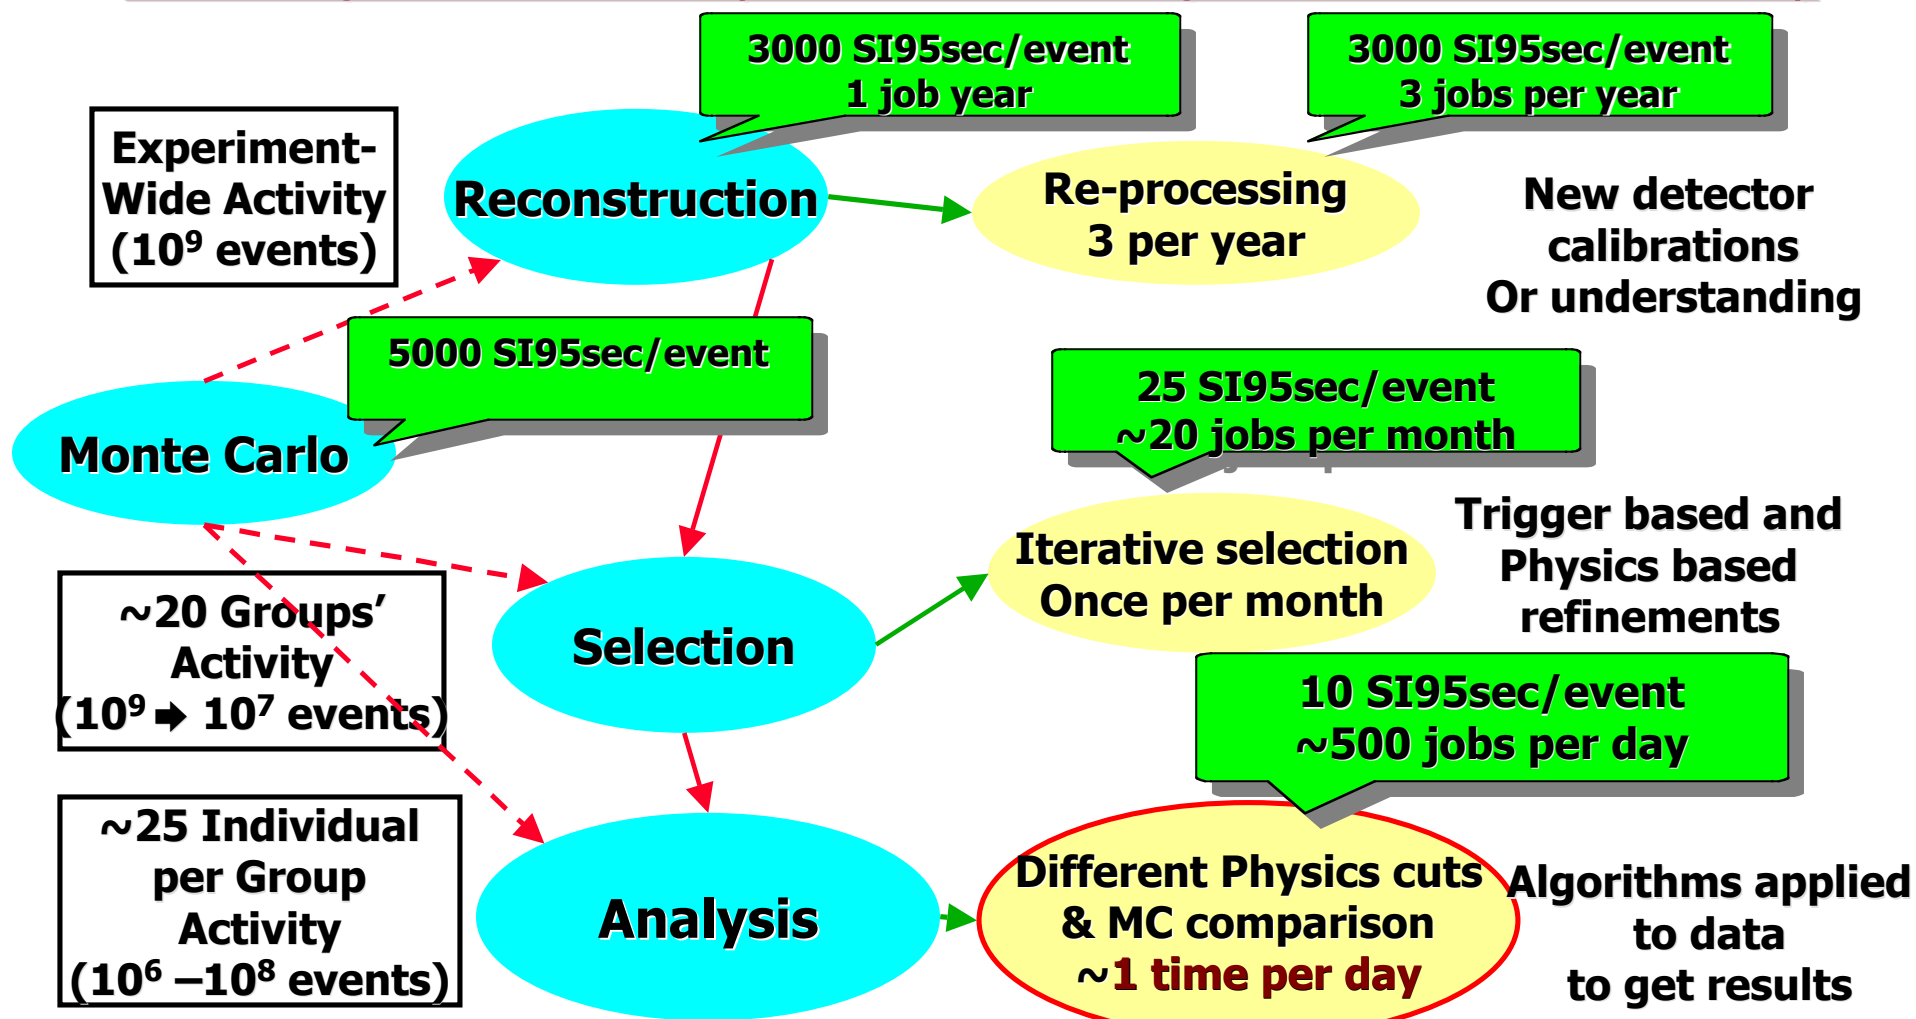 3000 SI95sec/event
1 job year
3000 SI95sec/event
3 jobs per year
Experiment-
Wide Activity
(10⁹ events)
Reconstruction
Re-processing
3 per year
New detector
calibrations
Or understanding
5000 SI95sec/event
25 SI95sec/event
~20 jobs per month
Monte Carlo
Iterative selection
Once per month
Trigger based and
Physics based
refinements
~20 Groups’
Activity
(10⁹ ➨ 10⁷ events)
Selection
10 SI95sec/event
~500 jobs per day
~25 Individual
per Group
Activity
(10⁶ –10⁸ events)
Analysis
Different Physics cuts
& MC comparison
~1 time per day
Algorithms applied
to data
to get results